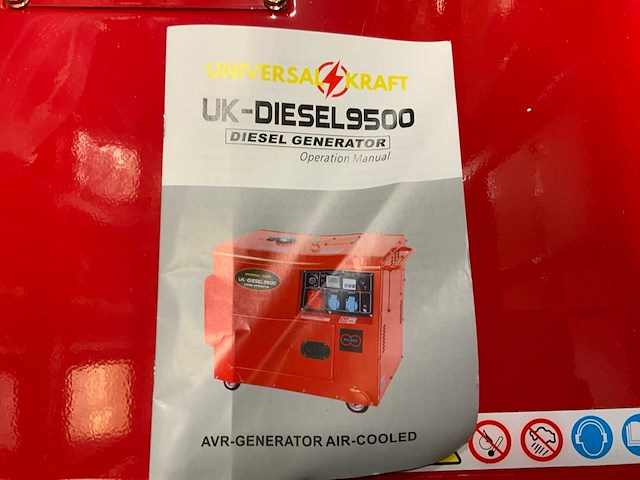 UNIVERSAL KRAFT
UK-DIESEL9500
DIESEL GENERATOR
Operation Manual
UK-DIESEL9500
AVR-GENERATOR AIR-COOLED